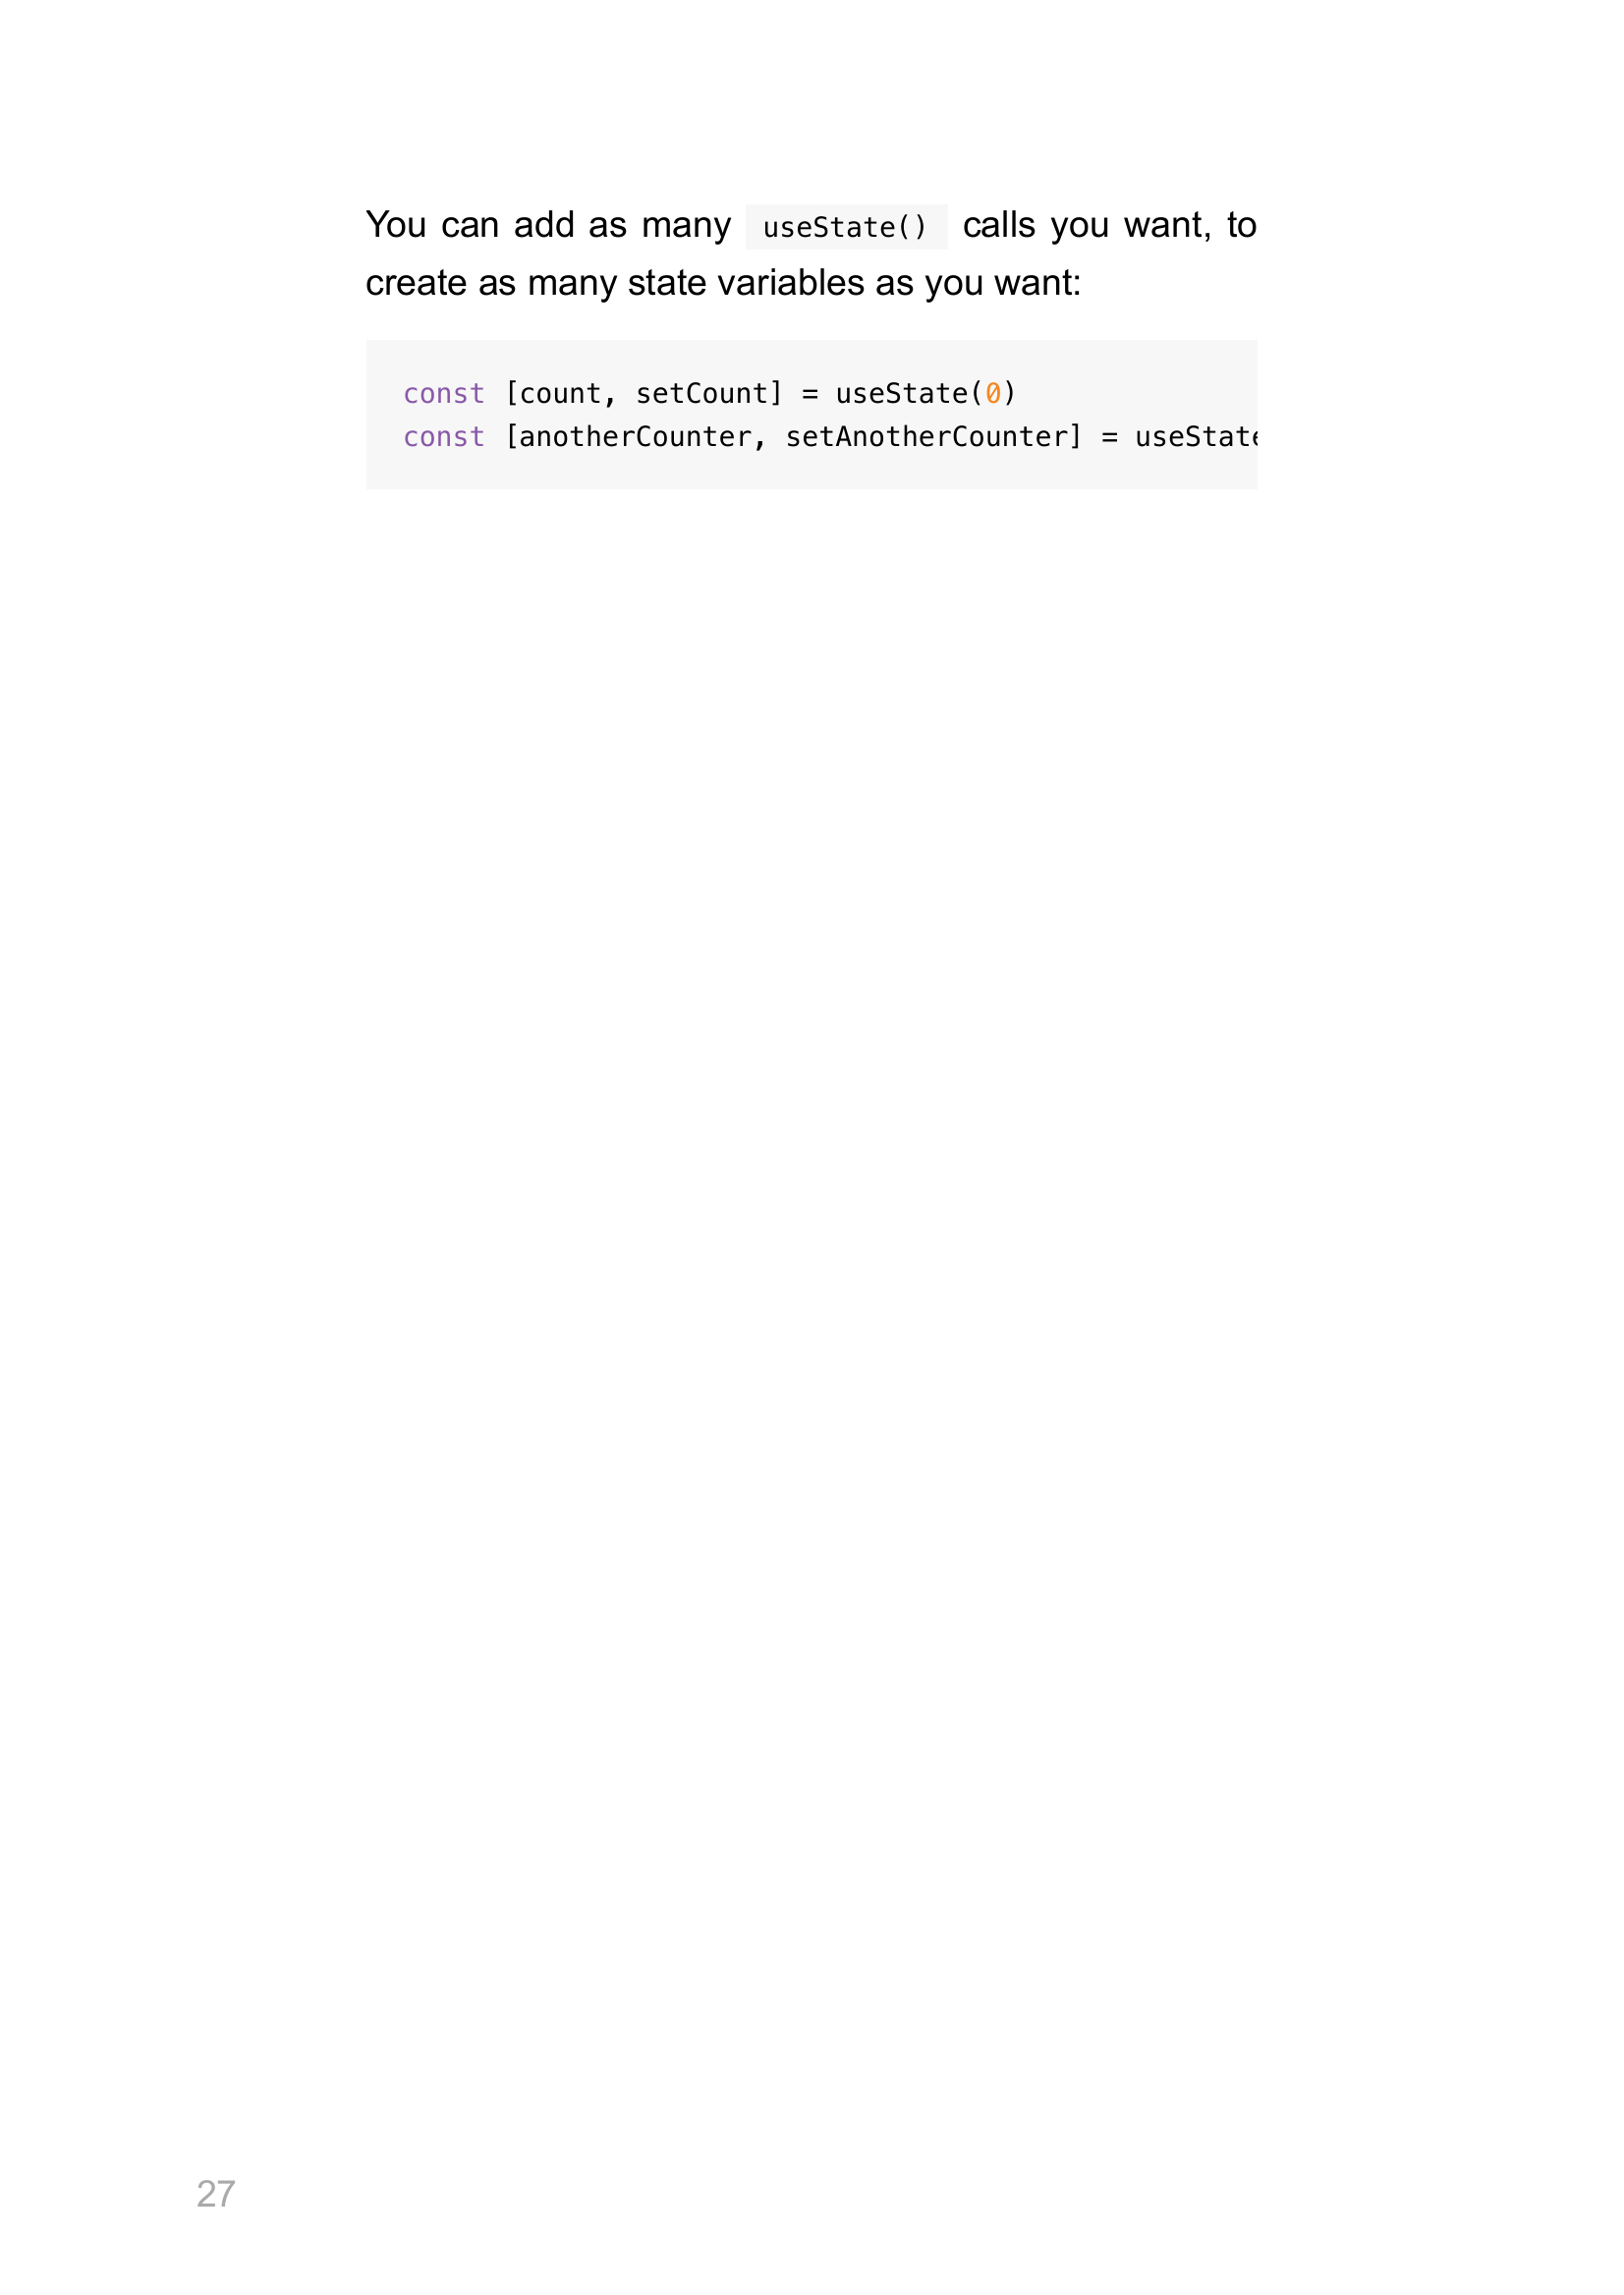 You can add as many useState() calls you want, to
create as many state variables as you want:
const [count, setCount] = useState(0)
const [anotherCounter, setAnotherCounter] = useState
27